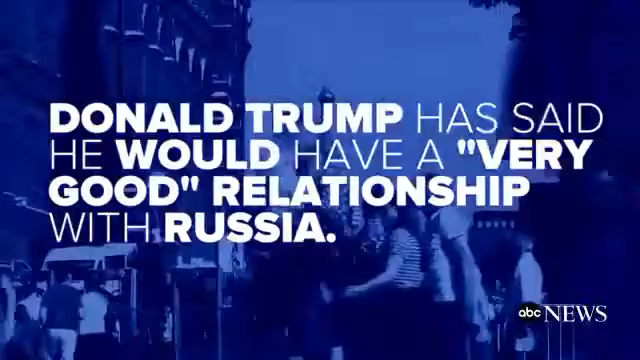 DONALD TRUMP HAS SAID
HE WOULD HAVE A "VERY
GOOD" RELATIONSHIP
WITH RUSSIA.
abc NEWS